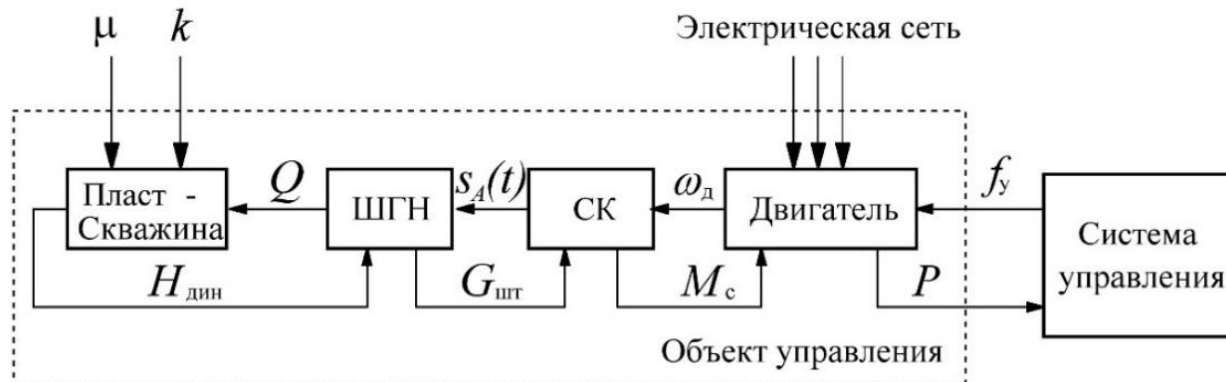 μ k Электрическая сеть
Q s_A(t) ω_д f_у
Пласт -
Скважина
ШГН СК Двигатель
Система
управления
H_дин G_шт M_с P
Объект управления